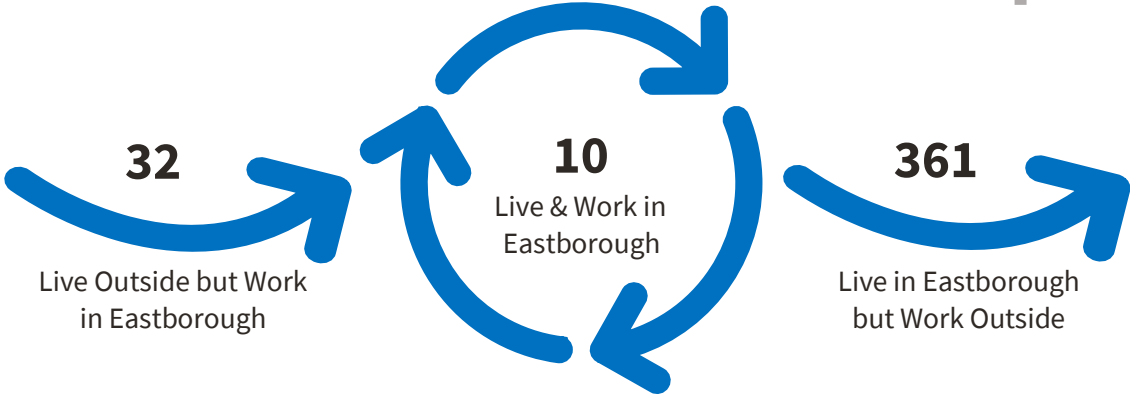 32
Live Outside but Work
in Eastborough
10
Live & Work in
Eastborough
361
Live in Eastborough
but Work Outside